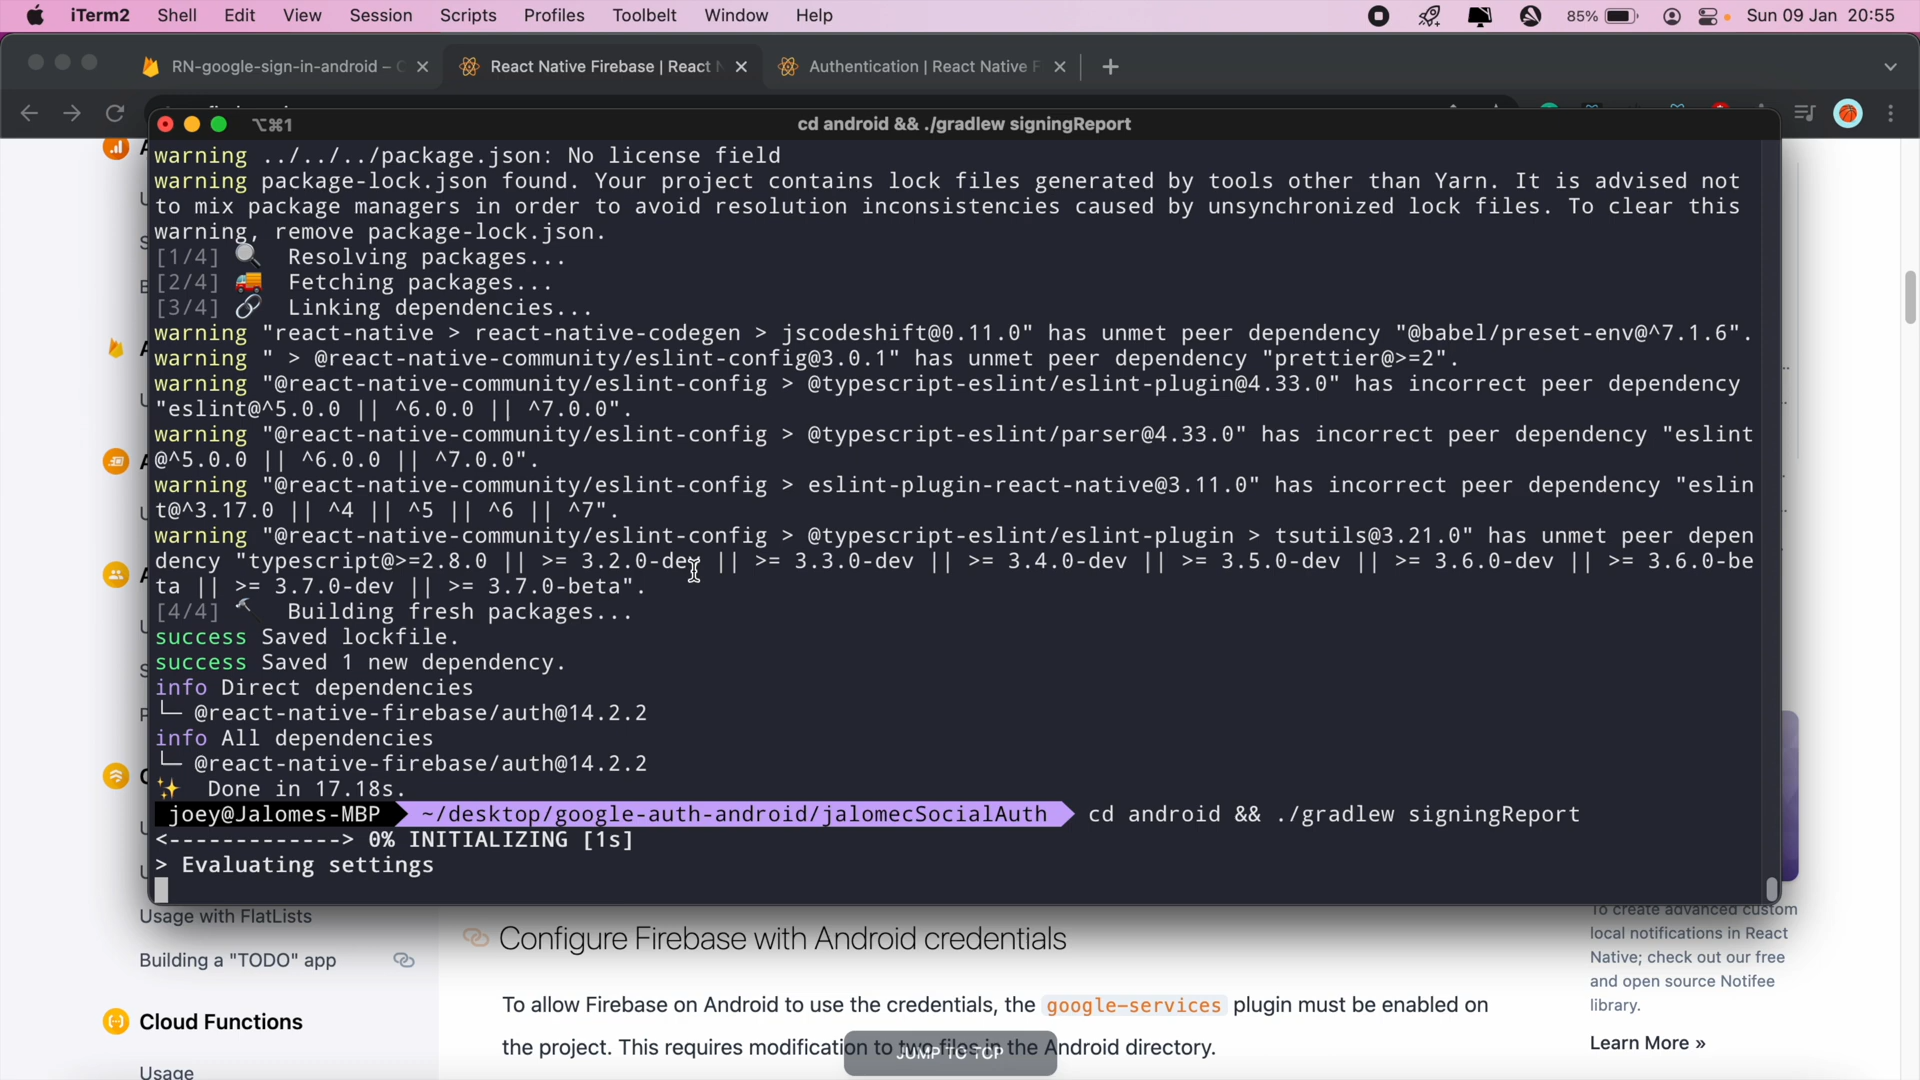 iTerm2 Shell Edit View Session Scripts Profiles Toolbelt Window Help 85% Sun 09 Jan 20:55
RN-google-sign-in-android – React Native Firebase | React Authentication | React Native
⌥⌘1 cd android && ./gradlew signingReport
warning ../../../package.json: No license field
warning package-lock.json found. Your project contains lock files generated by tools other than Yarn. It is advised not
to mix package managers in order to avoid resolution inconsistencies caused by unsynchronized lock files. To clear this
warning, remove package-lock.json.
[1/4] 🔍 Resolving packages...
[2/4] 🚚 Fetching packages...
[3/4] 🔗 Linking dependencies...
warning "react-native > react-native-codegen > jscodeshift@0.11.0" has unmet peer dependency "@babel/preset-env@^7.1.6".
warning " > @react-native-community/eslint-config@3.0.1" has unmet peer dependency "prettier@>=2".
warning "@react-native-community/eslint-config > @typescript-eslint/eslint-plugin@4.33.0" has incorrect peer dependency
"eslint@^5.0.0 || ^6.0.0 || ^7.0.0".
warning "@react-native-community/eslint-config > @typescript-eslint/parser@4.33.0" has incorrect peer dependency "eslint
@^5.0.0 || ^6.0.0 || ^7.0.0".
warning "@react-native-community/eslint-config > eslint-plugin-react-native@3.11.0" has incorrect peer dependency "eslin
t@^3.17.0 || ^4 || ^5 || ^6 || ^7".
warning "@react-native-community/eslint-config > @typescript-eslint/eslint-plugin > tsutils@3.21.0" has unmet peer depen
dency "typescript@>=2.8.0 || >= 3.2.0-dev || >= 3.3.0-dev || >= 3.4.0-dev || >= 3.5.0-dev || >= 3.6.0-dev || >= 3.6.0-be
ta || >= 3.7.0-dev || >= 3.7.0-beta".
[4/4] 🔨 Building fresh packages...
success Saved lockfile.
success Saved 1 new dependency.
info Direct dependencies
└─ @react-native-firebase/auth@14.2.2
info All dependencies
└─ @react-native-firebase/auth@14.2.2
✨ Done in 17.18s.
joey@Jalomes-MBP ~/desktop/google-auth-android/jalomecSocialAuth cd android && ./gradlew signingReport
<-------------> 0% INITIALIZING [1s]
> Evaluating settings
Usage with FlatLists
Building a "TODO" app
Cloud Functions
Usage
Configure Firebase with Android credentials
To allow Firebase on Android to use the credentials, the google-services plugin must be enabled on
the project. This requires modification to two files in the Android directory.
JUMP TO TOP
To create advanced custom
local notifications in React
Native; check out our free
and open source Notifee
library.
Learn More »